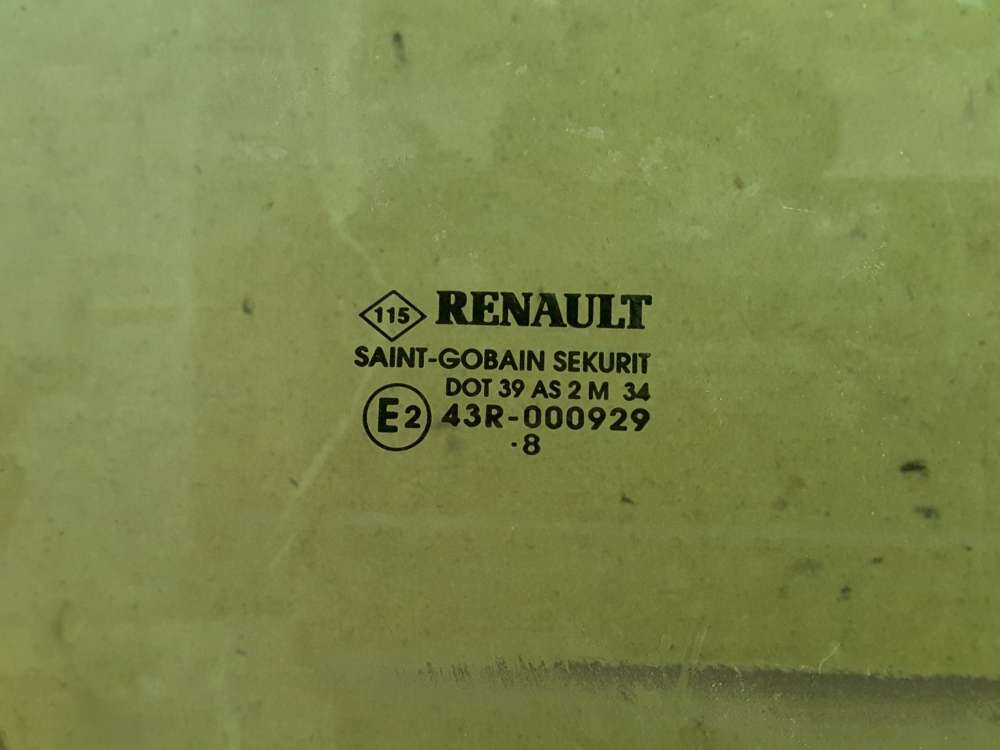 115 RENAULT
SAINT-GOBAIN SEKURIT
DOT 39 AS 2 M 34
E2 43R-000929
.8